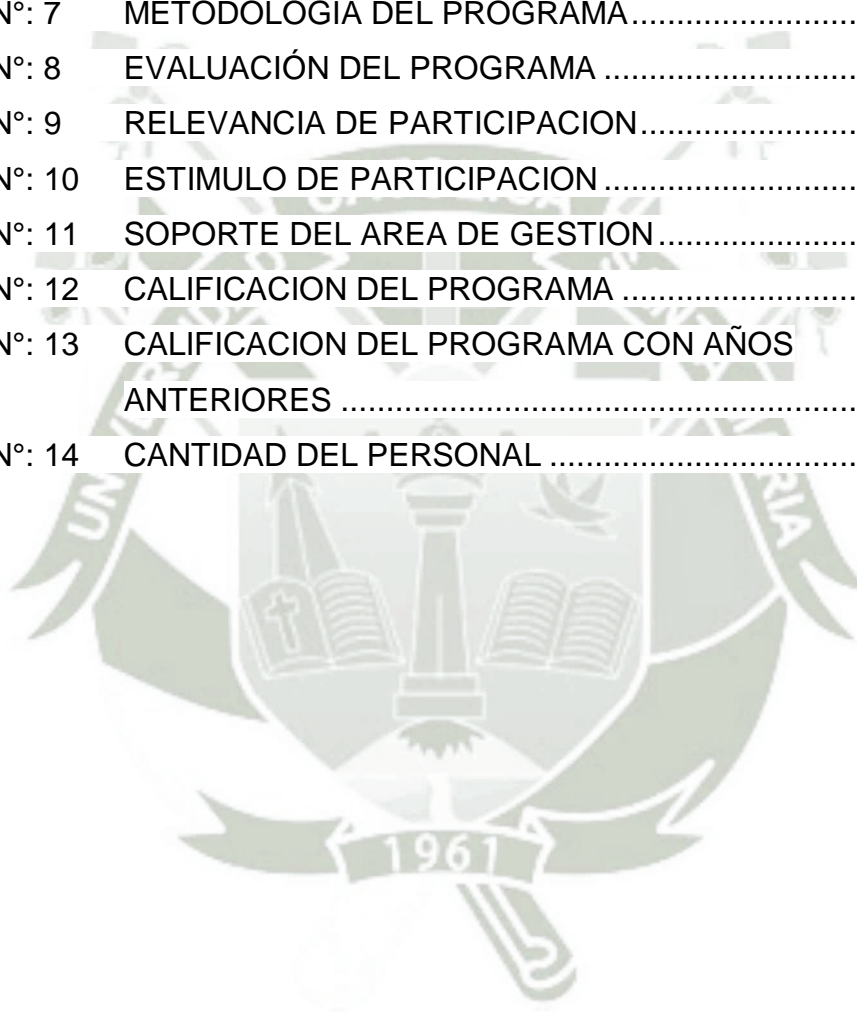 N°: 7 METODOLOGIA DEL PROGRAMA..........................
N°: 8 EVALUACIÓN DEL PROGRAMA ............................
N°: 9 RELEVANCIA DE PARTICIPACION.........................
N°: 10 ESTIMULO DE PARTICIPACION ............................
N°: 11 SOPORTE DEL AREA DE GESTION......................
N°: 12 CALIFICACION DEL PROGRAMA ..........................
N°: 13 CALIFICACION DEL PROGRAMA CON AÑOS
ANTERIORES .........................................................
N°: 14 CANTIDAD DEL PERSONAL ..................................
1961